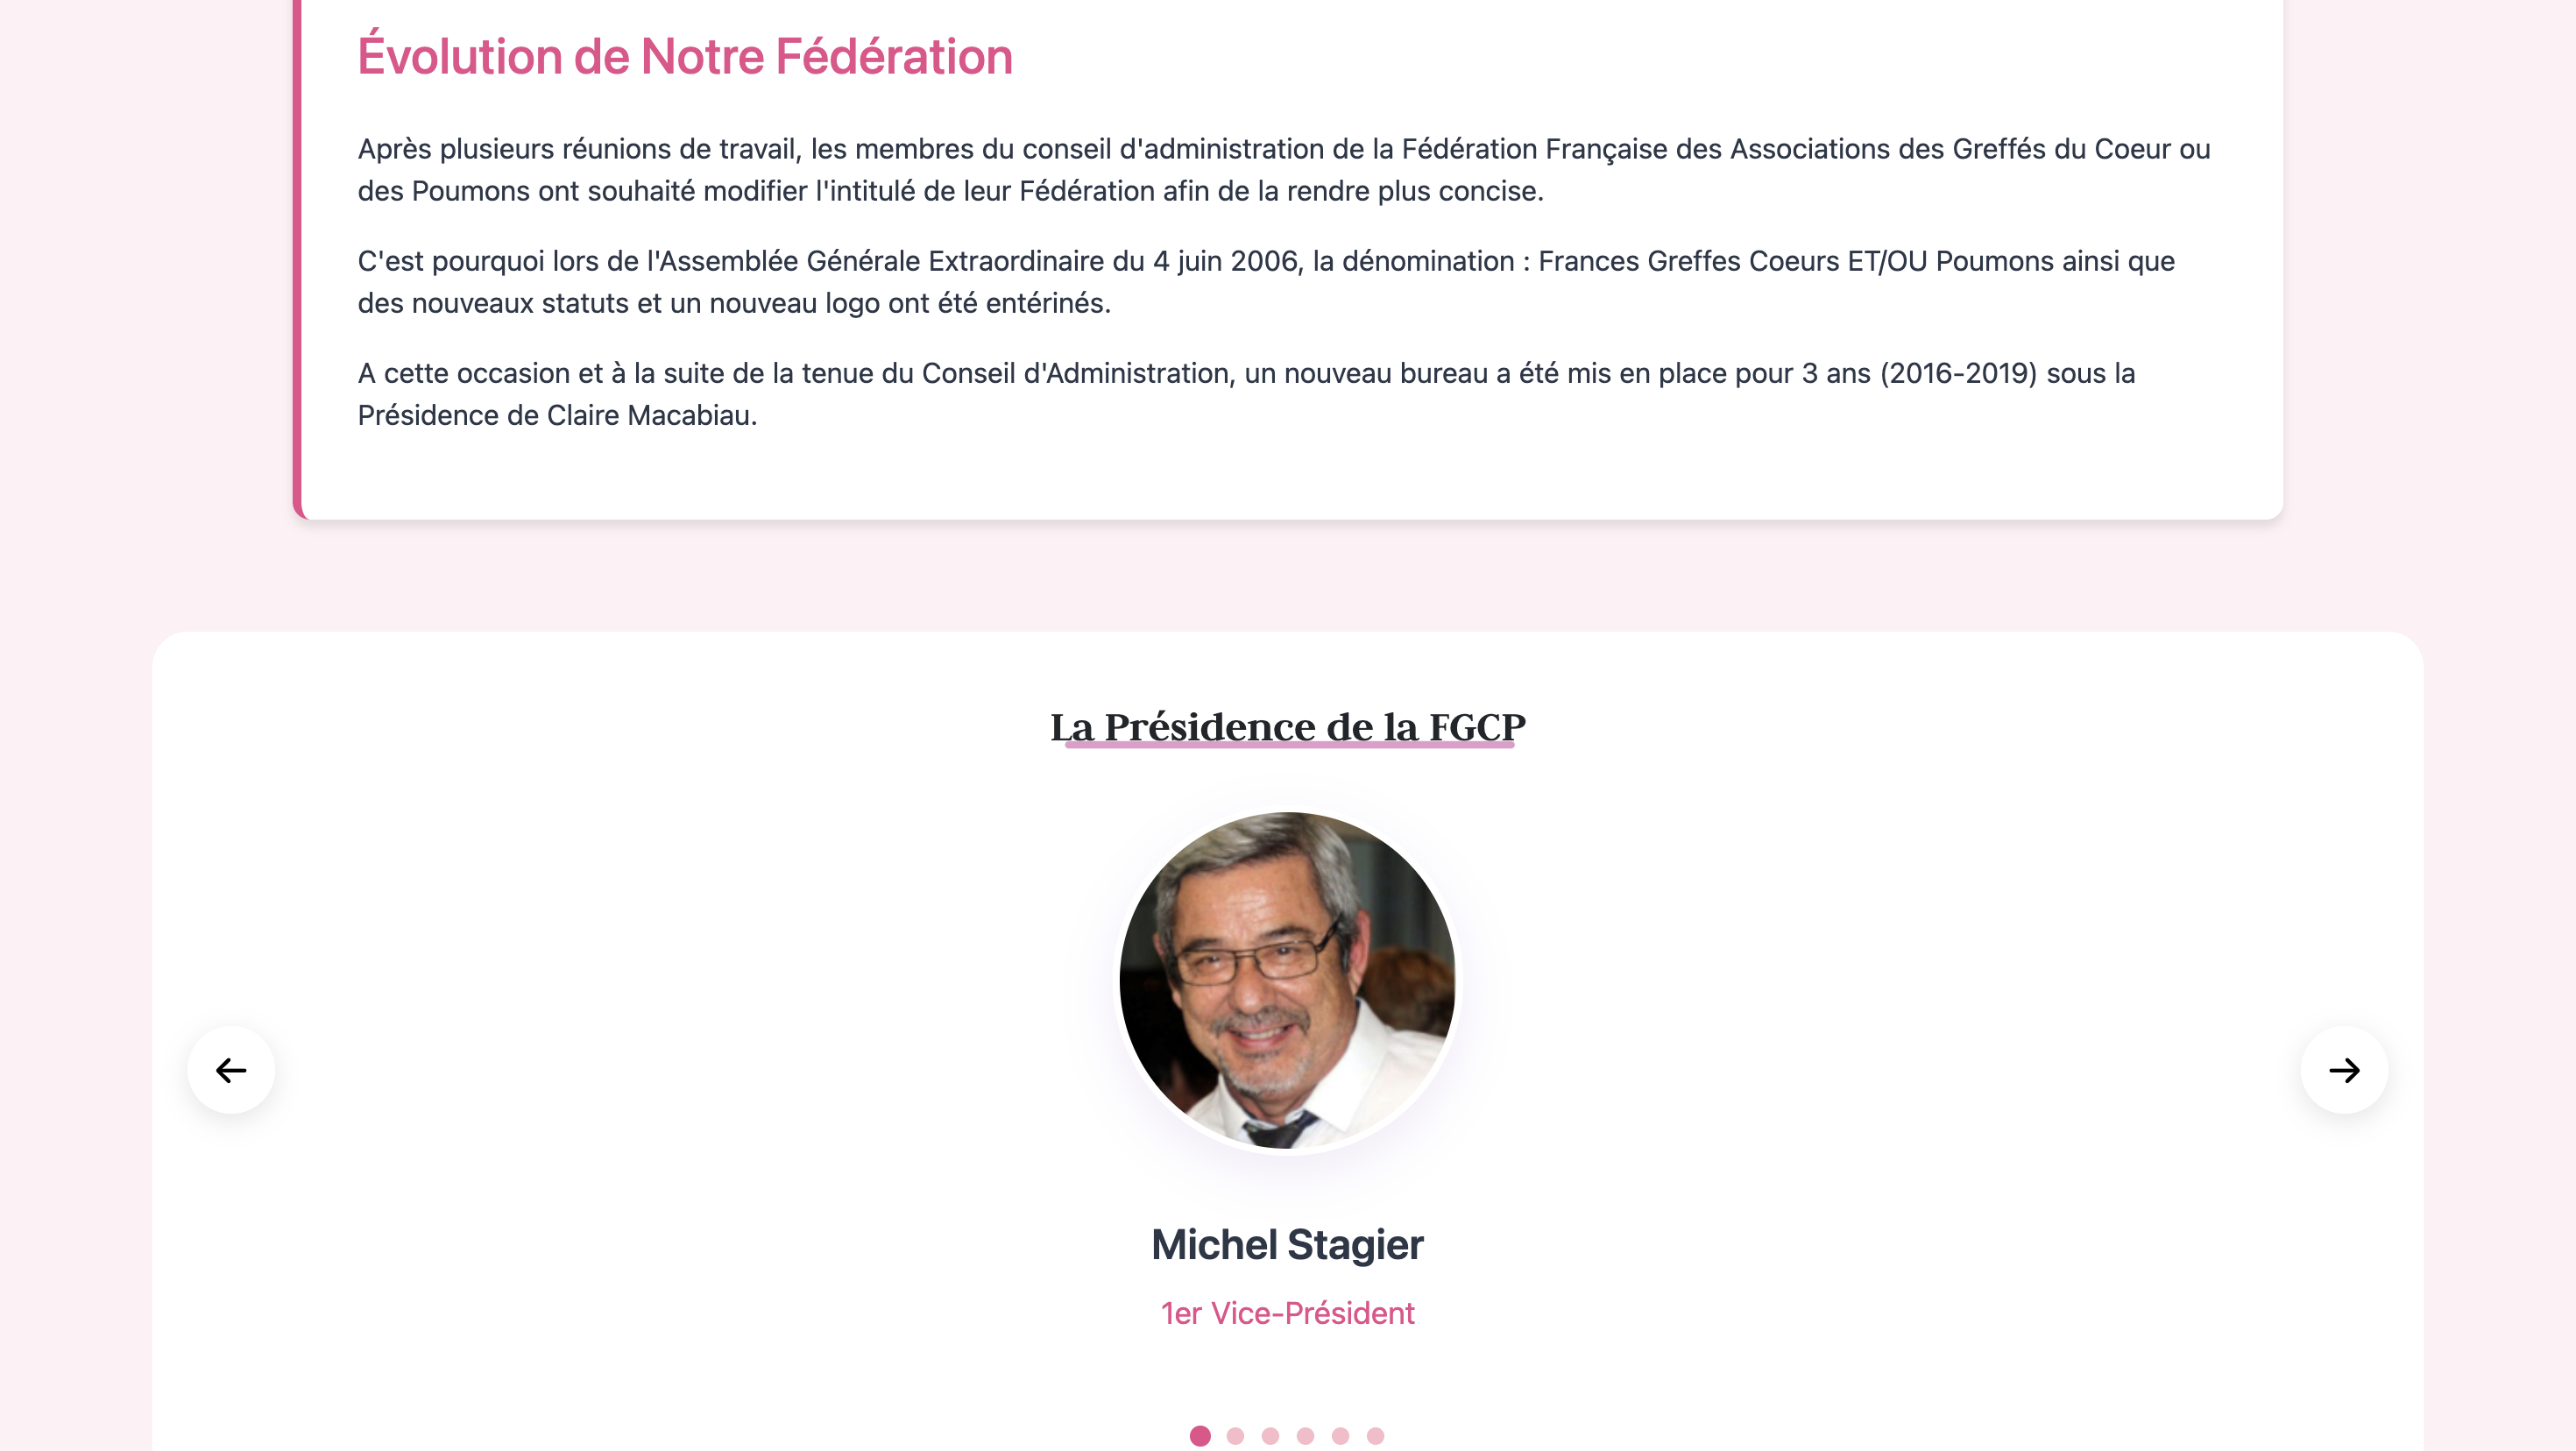 Évolution de Notre Fédération
Après plusieurs réunions de travail, les membres du conseil d'administration de la Fédération Française des Associations des Greffés du Coeur ou
des Poumons ont souhaité modifier l'intitulé de leur Fédération afin de la rendre plus concise.
C'est pourquoi lors de l'Assemblée Générale Extraordinaire du 4 juin 2006, la dénomination : Frances Greffes Coeurs ET/OU Poumons ainsi que
des nouveaux statuts et un nouveau logo ont été entérinés.
A cette occasion et à la suite de la tenue du Conseil d'Administration, un nouveau bureau a été mis en place pour 3 ans (2016-2019) sous la
Présidence de Claire Macabiau.
La Présidence de la FGCP
Michel Stagier
1er Vice-Président